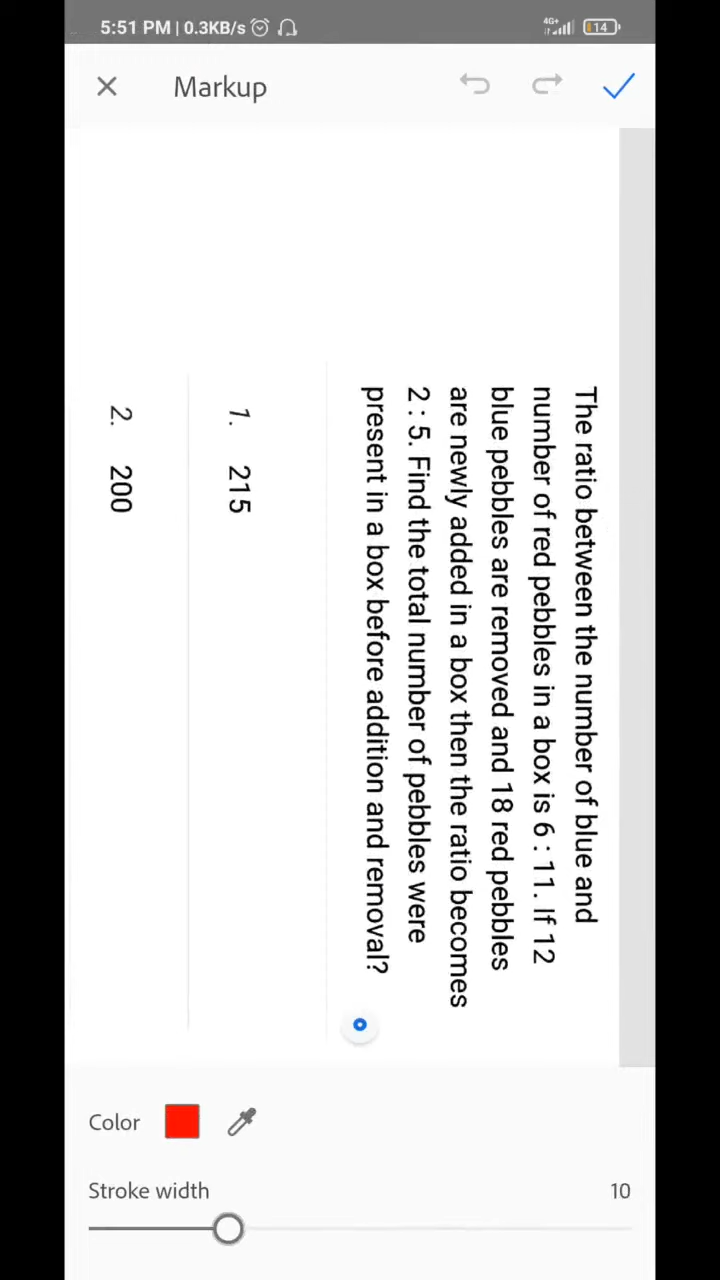 5:51 PM | 0.3KB/s
4G+
14
Markup
The ratio between the number of blue and
number of red pebbles in a box is 6 : 11. If 12
blue pebbles are removed and 18 red pebbles
are newly added in a box then the ratio becomes
2 : 5. Find the total number of pebbles were
present in a box before addition and removal?
1. 215
2. 200
Color
Stroke width
10